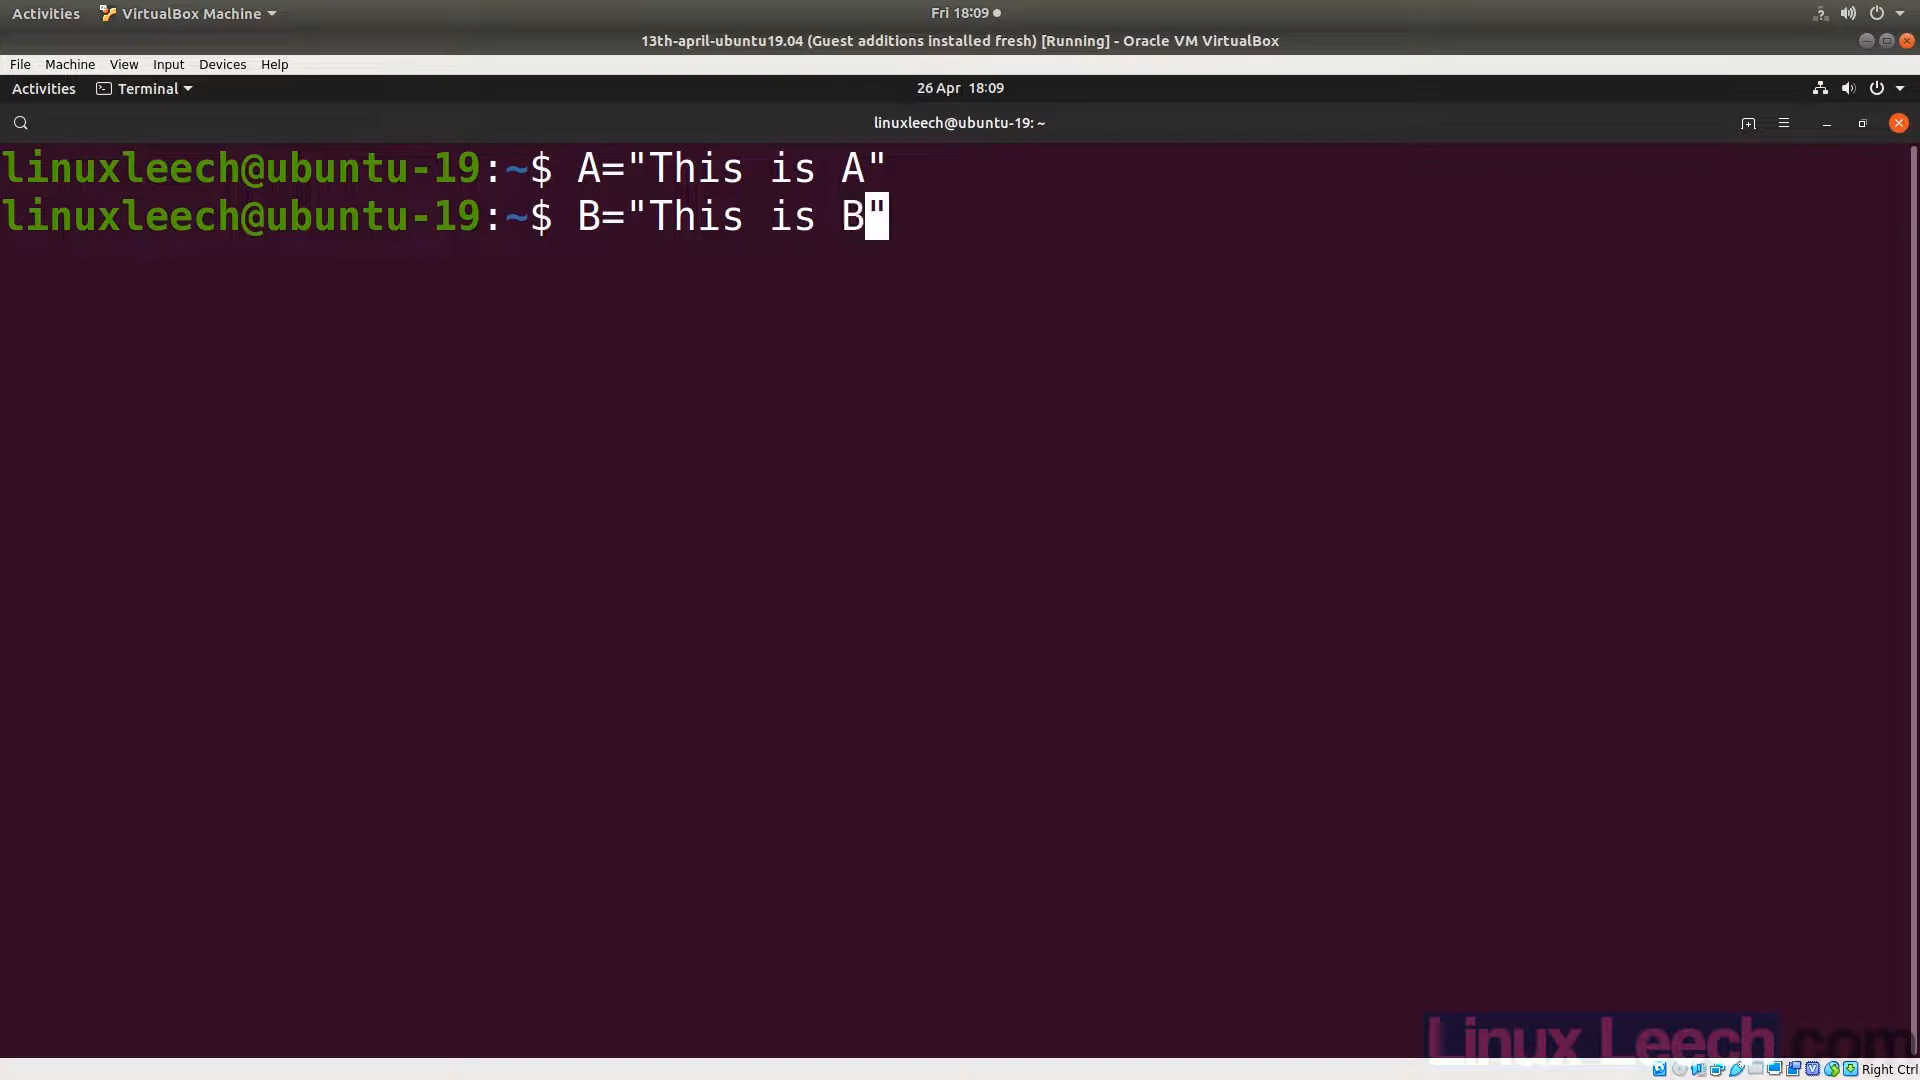 Activities VirtualBox Machine Fri 18:09
13th-april-ubuntu19.04 (Guest additions installed fresh) [Running] - Oracle VM VirtualBox
File Machine View Input Devices Help
Activities Terminal 26 Apr 18:09
linuxleech@ubuntu-19: ~
linuxleech@ubuntu-19:~$ A="This is A"
linuxleech@ubuntu-19:~$ B="This is B"
Linux Leech.com
Right Ctrl